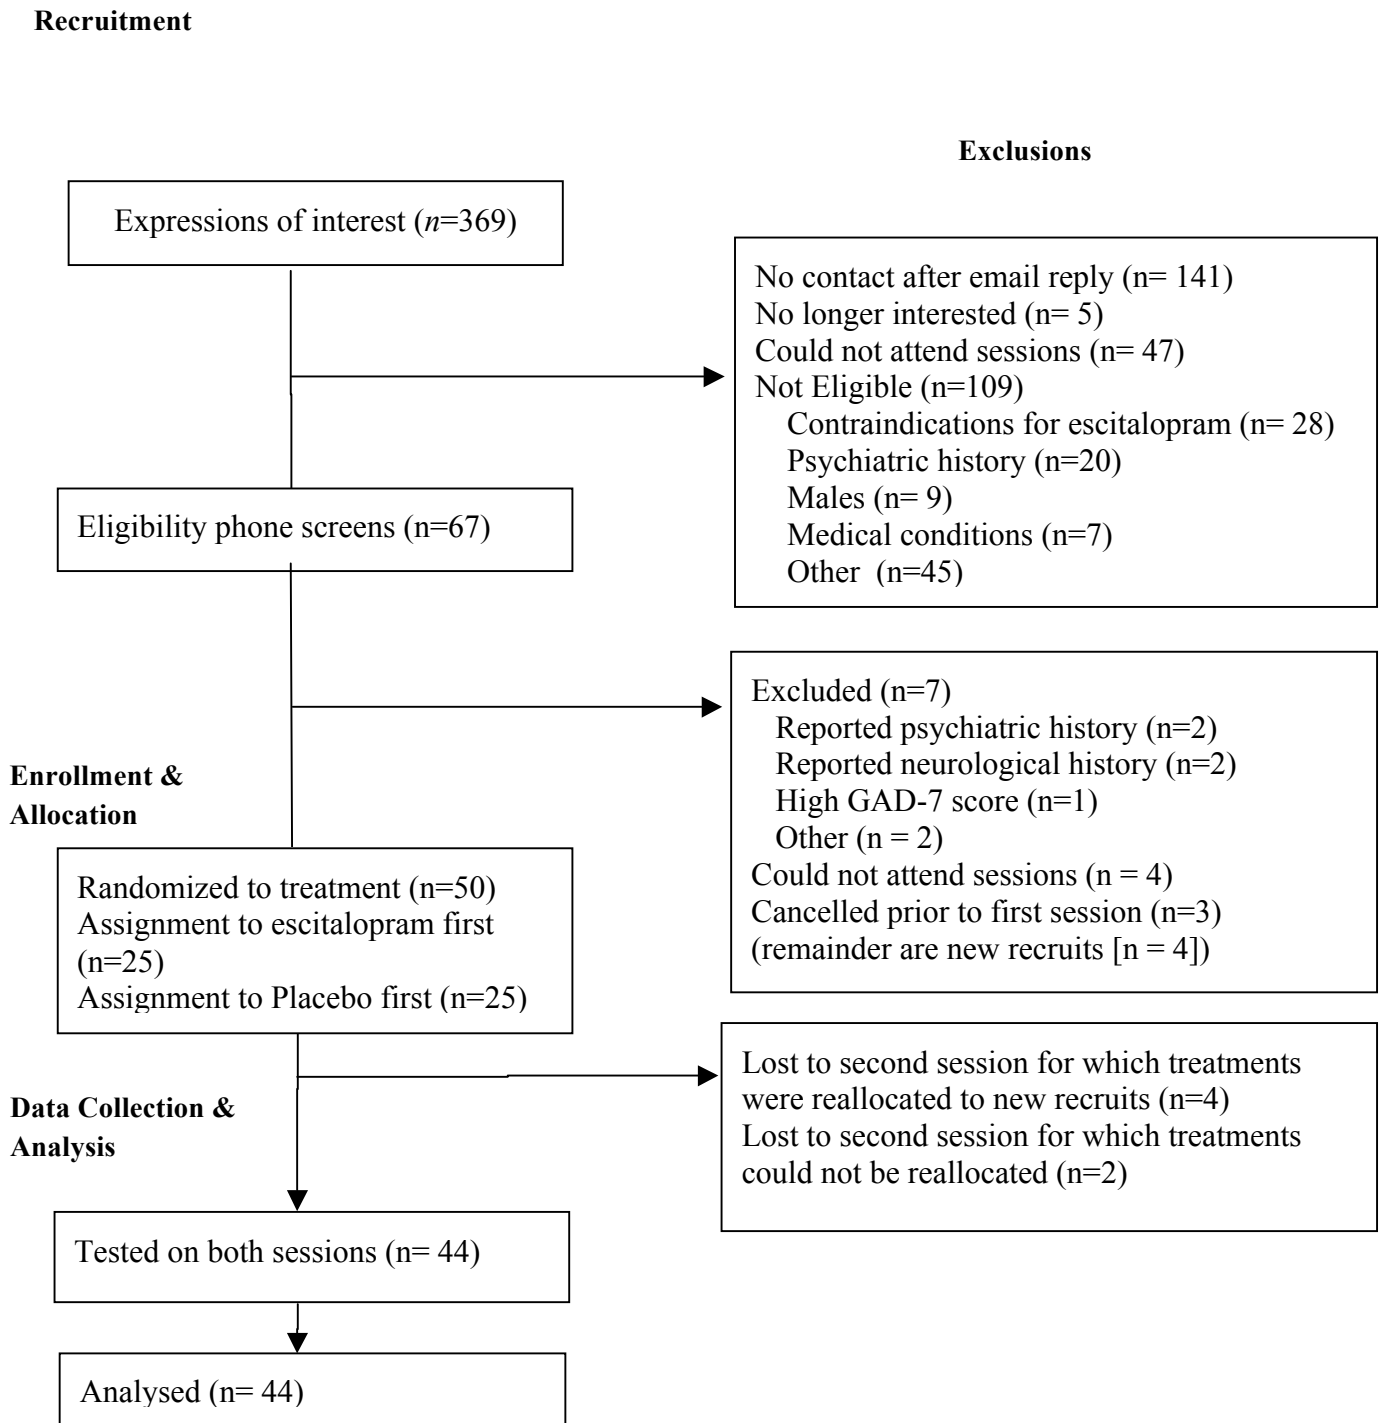 Recruitment
Exclusions
Expressions of interest (n=369)
No contact after email reply (n= 141)
No longer interested (n= 5)
Could not attend sessions (n= 47)
Not Eligible (n=109)
Contraindications for escitalopram (n= 28)
Psychiatric history (n=20)
Males (n= 9)
Medical conditions (n=7)
Other (n=45)
Eligibility phone screens (n=67)
Excluded (n=7)
Reported psychiatric history (n=2)
Reported neurological history (n=2)
High GAD-7 score (n=1)
Other (n = 2)
Could not attend sessions (n = 4)
Cancelled prior to first session (n=3)
(remainder are new recruits [n = 4])
Enrollment &
Allocation
Randomized to treatment (n=50)
Assignment to escitalopram first
(n=25)
Assignment to Placebo first (n=25)
Lost to second session for which treatments
were reallocated to new recruits (n=4)
Lost to second session for which treatments
could not be reallocated (n=2)
Data Collection &
Analysis
Tested on both sessions (n= 44)
Analysed (n= 44)